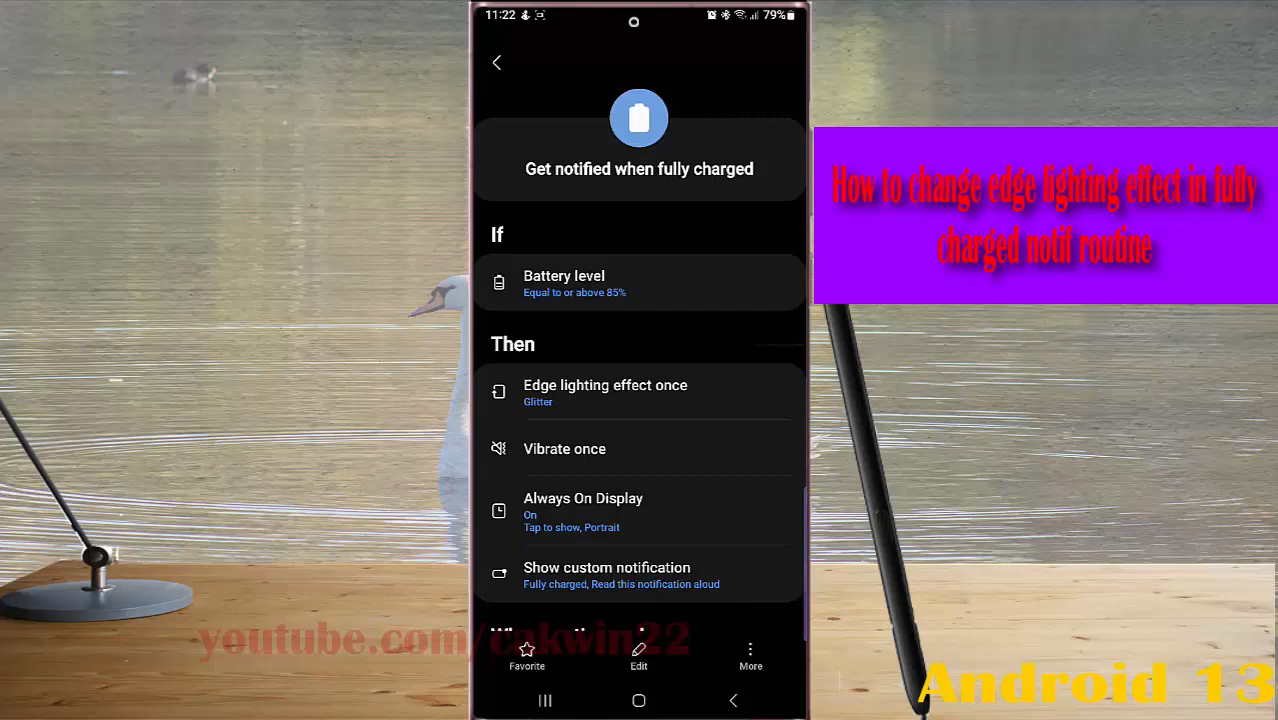 11:22
79%
Get notified when fully charged
If
Battery level
Equal to or above 85%
Then
Edge lighting effect once
Glitter
Vibrate once
Always On Display
On
Tap to show, Portrait
Show custom notification
Fully charged, Read this notification aloud
Favorite
Edit
More
How to change edge lighting effect in fully
charged notif routine
youtube.com/cakwin22
Android 13